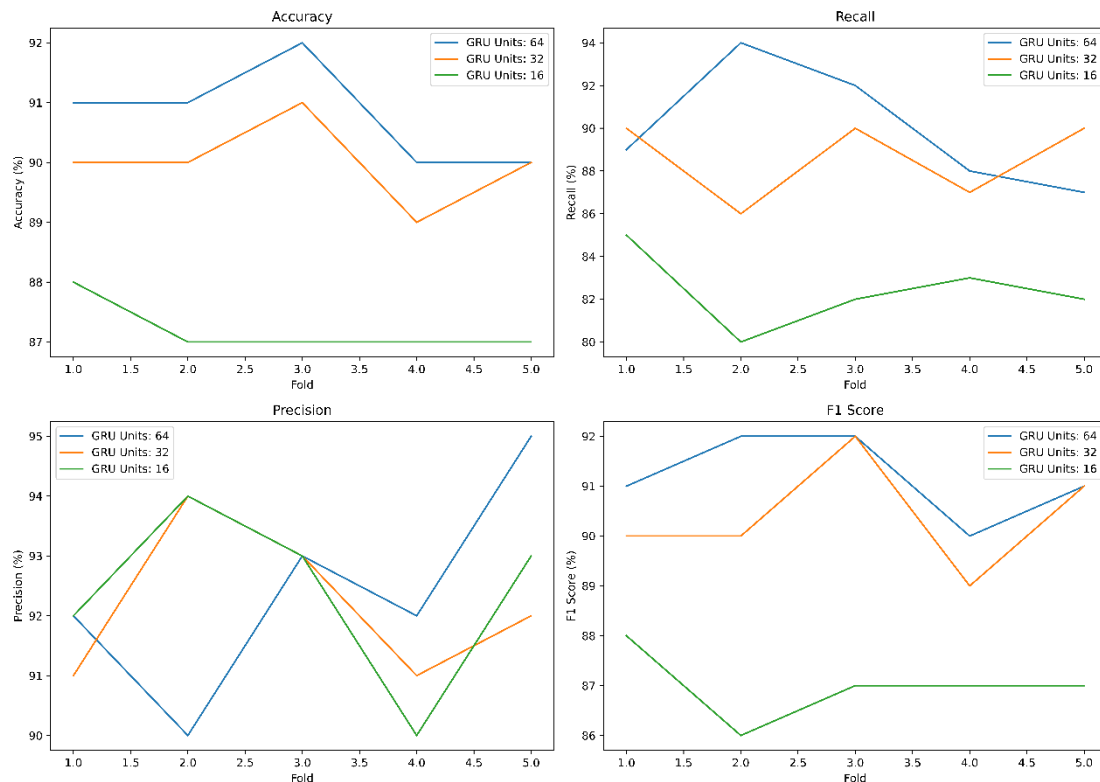 Accuracy
92
91
90
89
88
87
Accuracy (%)
GRU Units: 64
GRU Units: 32
GRU Units: 16
1.0 1.5 2.0 2.5 3.0 3.5 4.0 4.5 5.0
Fold
Recall
94
92
90
88
86
84
82
80
Recall (%)
GRU Units: 64
GRU Units: 32
GRU Units: 16
1.0 1.5 2.0 2.5 3.0 3.5 4.0 4.5 5.0
Fold
Precision
95
94
93
92
91
90
Precision (%)
GRU Units: 64
GRU Units: 32
GRU Units: 16
1.0 1.5 2.0 2.5 3.0 3.5 4.0 4.5 5.0
Fold
F1 Score
92
91
90
89
88
87
86
F1 Score (%)
GRU Units: 64
GRU Units: 32
GRU Units: 16
1.0 1.5 2.0 2.5 3.0 3.5 4.0 4.5 5.0
Fold